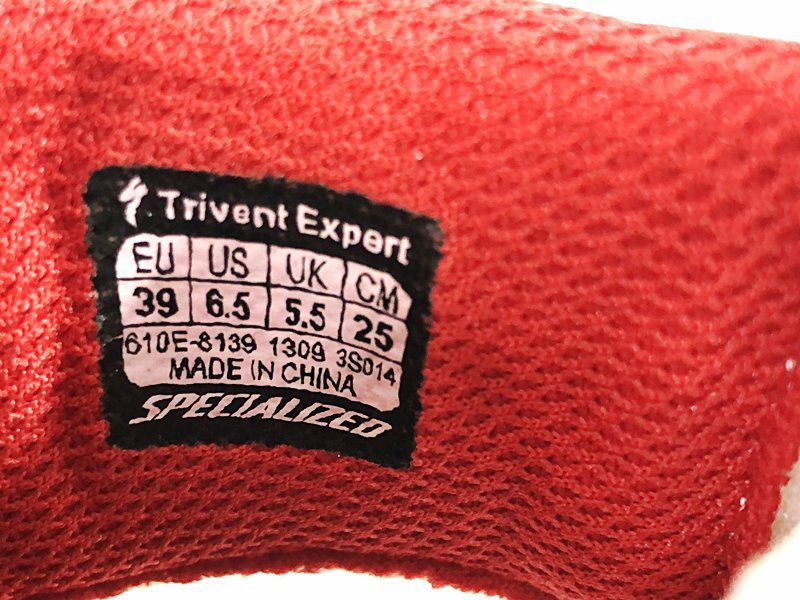 Trivent Expert
EU US UK CM
39 6.5 5.5 25
610E-8139 1309 3S014
MADE IN CHINA
SPECIALIZED